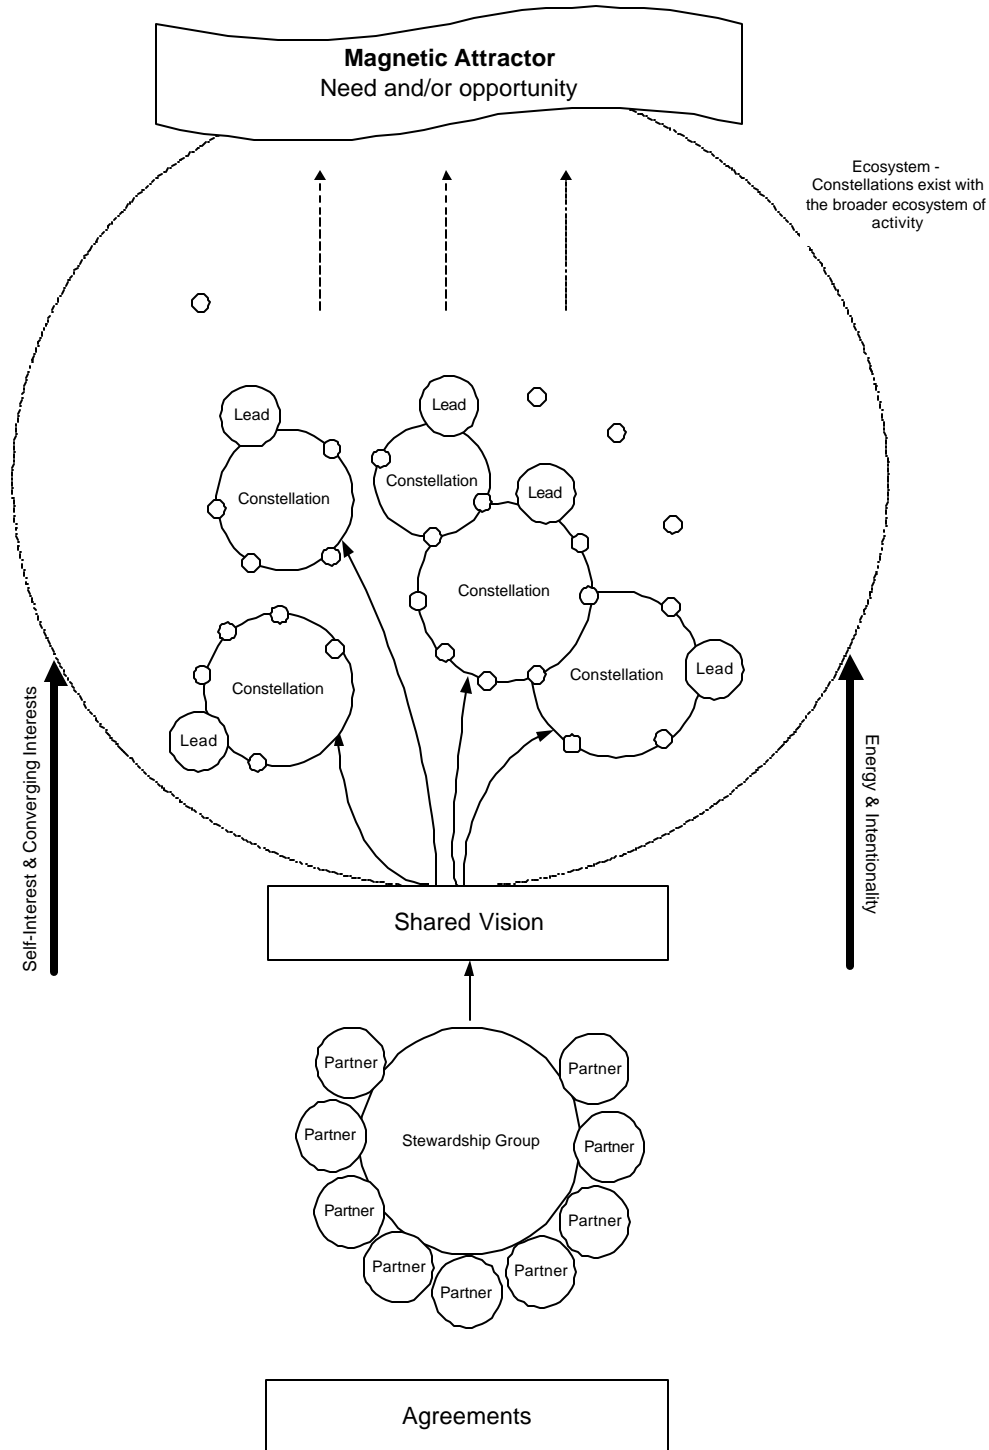 Magnetic Attractor
Need and/or opportunity
Ecosystem -
Constellations exist with
the broader ecosystem of
activity
Lead
Lead
Constellation
Constellation
Lead
Constellation
Constellation
Lead
Constellation
Lead
Self-Interest & Converging Interests
Energy & Intentionality
Shared Vision
Partner
Partner
Partner
Stewardship Group
Partner
Partner
Partner
Partner
Partner
Partner
Agreements